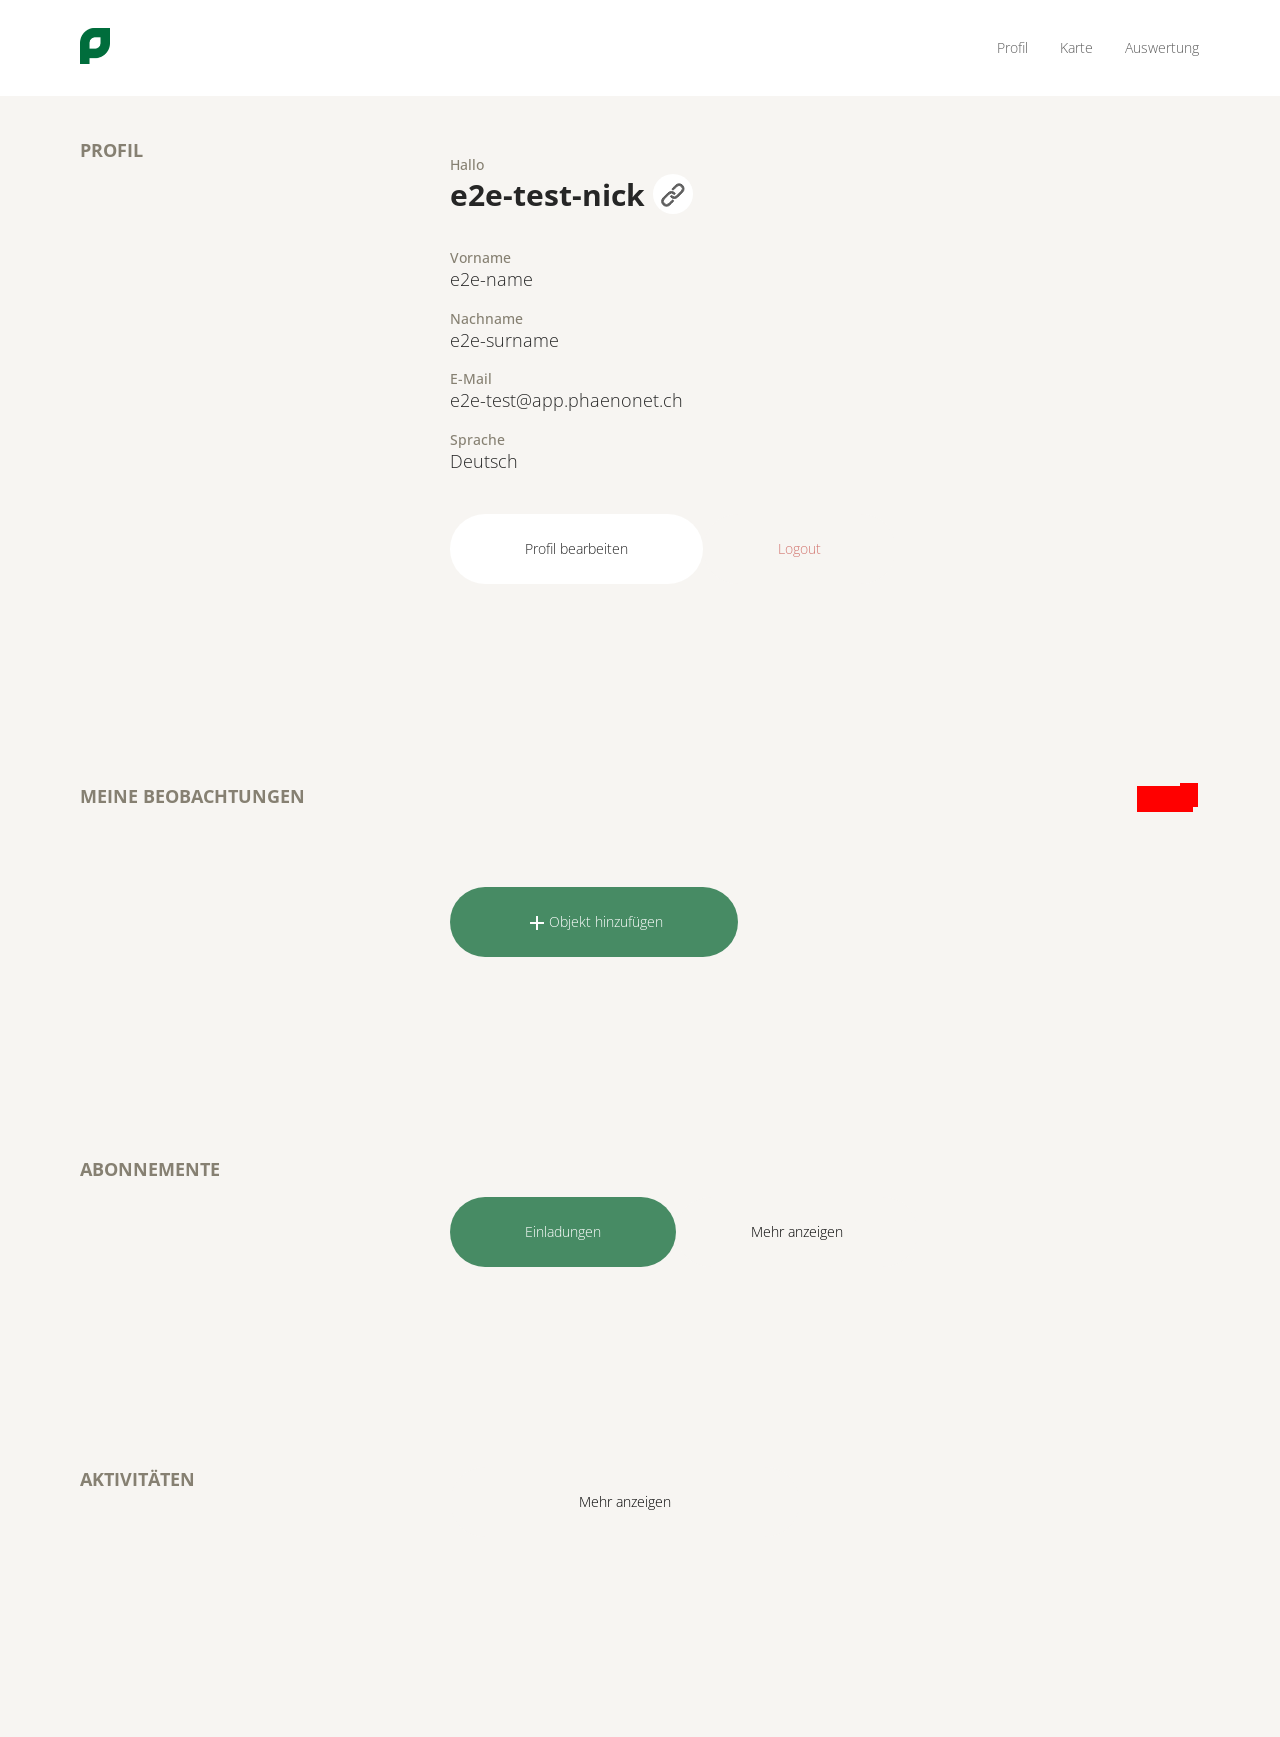 Profil Karte Auswertung
PROFIL
Hallo
e2e-test-nick
Vorname
e2e-name
Nachname
e2e-surname
E-Mail
e2e-test@app.phaenonet.ch
Sprache
Deutsch
Profil bearbeiten Logout
MEINE BEOBACHTUNGEN
Objekt hinzufügen
ABONNEMENTE
Einladungen Mehr anzeigen
AKTIVITÄTEN
Mehr anzeigen